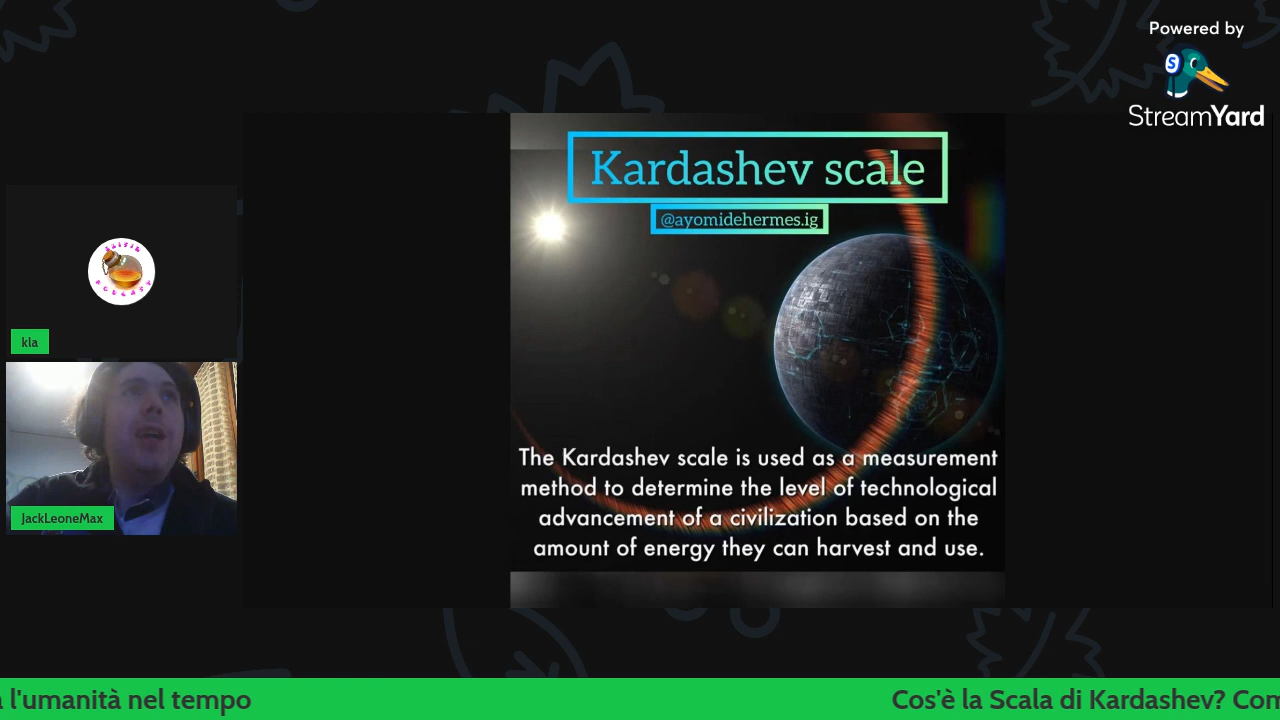 Powered by
StreamYard
Kardashev scale
@ayomidehermes.ig
kla
JackLeoneMax
The Kardashev scale is used as a measurement
method to determine the level of technological
advancement of a civilization based on the
amount of energy they can harvest and use.
l'umanità nel tempo
Cos'è la Scala di Kardashev?